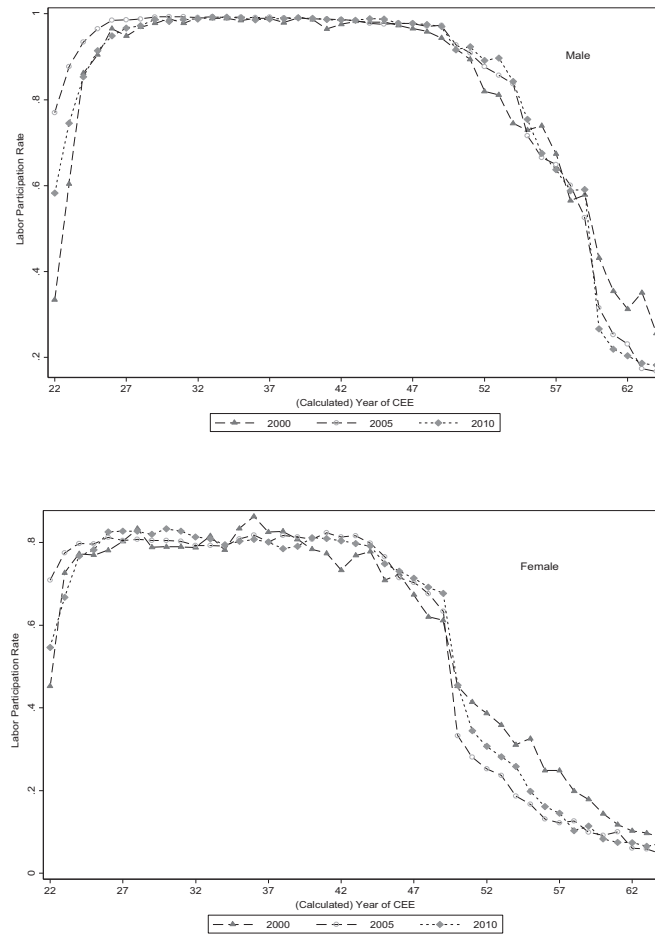 1
.8
.6
.4
.2
Labor Participation Rate
Male
22 27 32 37 42 47 52 57 62
(Calculated) Year of CEE
2000 2005 2010
.8
.6
.4
.2
0
Labor Participation Rate
Female
22 27 32 37 42 47 52 57 62
(Calculated) Year of CEE
2000 2005 2010